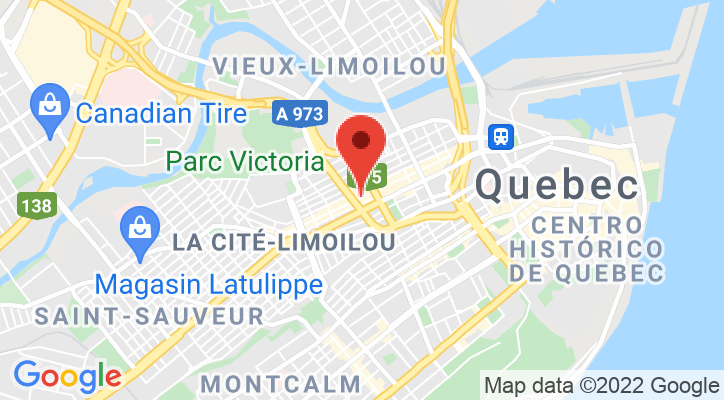 VIEUX-LIMOILOU
Canadian Tire
A 973
Parc Victoria
5
Quebec
138
LA CITÉ-LIMOILOU
CENTRO
HISTÓRICO
DE QUEBEC
Magasin Latulippe
SAINT-SAUVEUR
Google
MONTCALM
Map data ©2022 Google